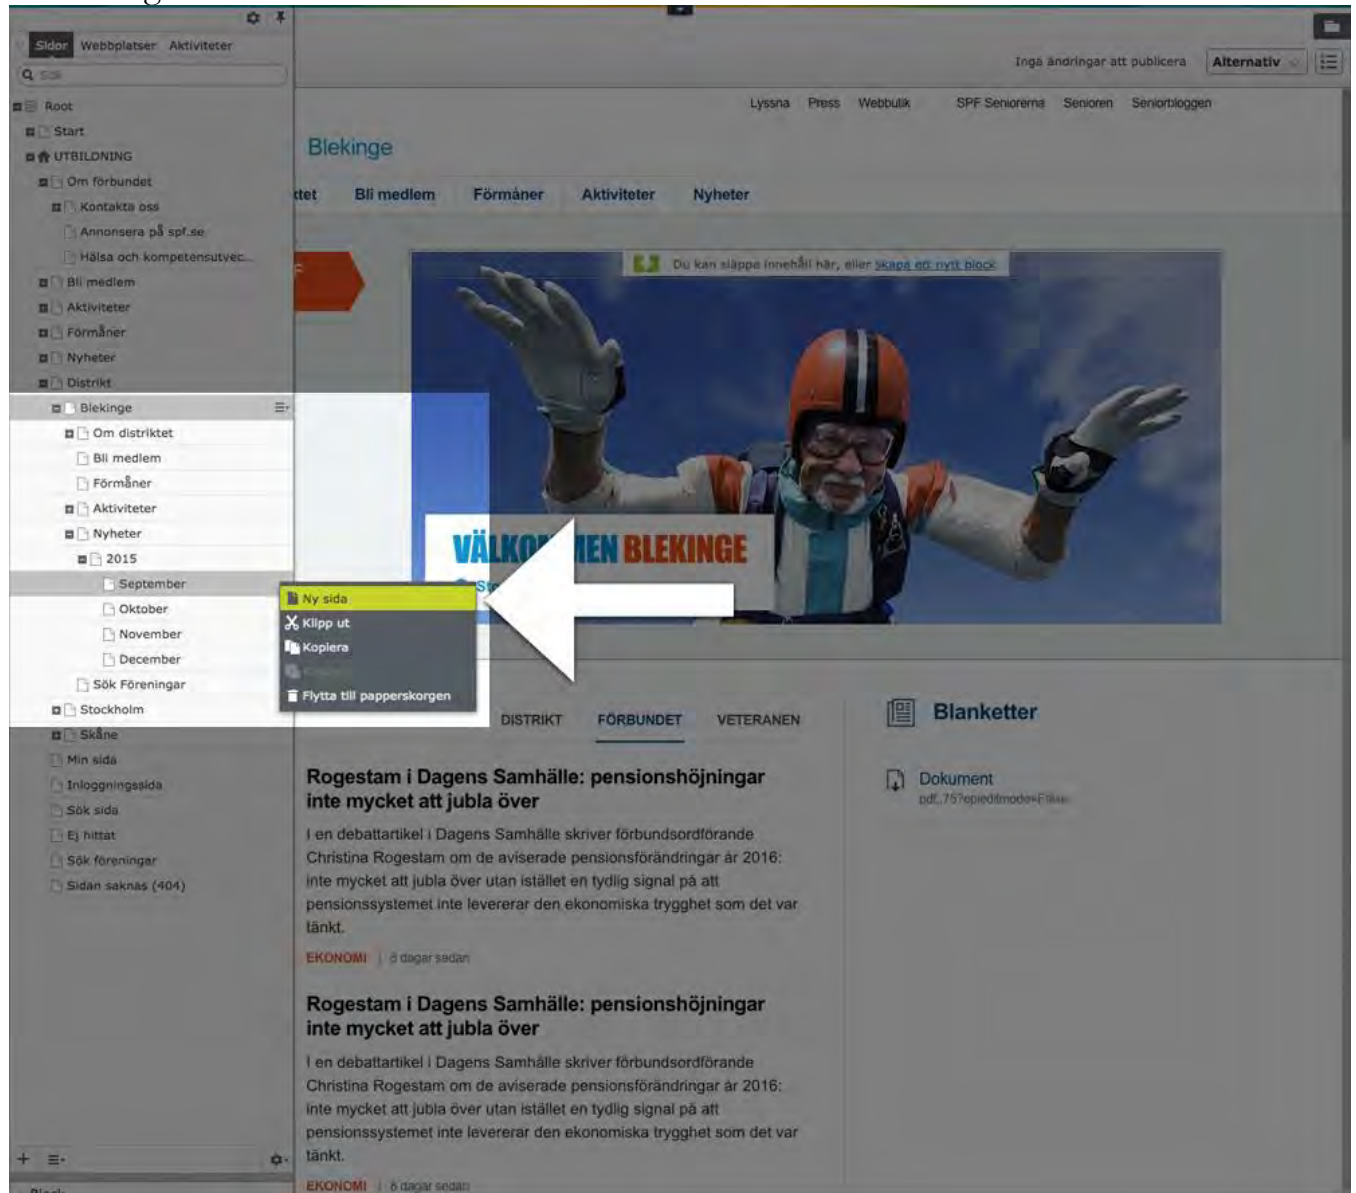 Sidor Webbplatser Aktiviteter
Sök
Inga ändringar att publicera Alternativ
Root
Start
UTBILDNING
Om förbundet
Kontakta oss
Annonsera på spf.se
Hälsa och kompetensutvec...
Bli medlem
Aktiviteter
Förmåner
Nyheter
Distrikt
Blekinge
Om distriktet
Bli medlem
Förmåner
Aktiviteter
Nyheter
2015
September
Oktober
November
December
Sök Föreningar
Stockholm
Skåne
Min sida
Inloggningssida
Sök sida
Ej hittat
Sök föreningar
Sidan saknas (404)
Block
Ny sida
Klipp ut
Kopiera
Flytta till papperskorgen
Lyssna Press Webbutik SPF Seniorerna Senioren Seniorbloggen
Blekinge
ktet Bli medlem Förmåner Aktiviteter Nyheter
Du kan släppa innehåll här, eller skapa ett nytt block
VÄLKOMMEN BLEKINGE
DISTRIKT FÖRBUNDET VETERANEN
Rogestam i Dagens Samhälle: pensionshöjningar
inte mycket att jubla över
I en debattartikel i Dagens Samhälle skriver förbundsordförande
Christina Rogestam om de aviserade pensionsförändringar år 2016:
inte mycket att jubla över utan istället en tydlig signal på att
pensionssystemet inte levererar den ekonomiska trygghet som det var
tänkt.
EKONOMI | 8 dagar sedan
Rogestam i Dagens Samhälle: pensionshöjningar
inte mycket att jubla över
I en debattartikel i Dagens Samhälle skriver förbundsordförande
Christina Rogestam om de aviserade pensionsförändringar år 2016:
inte mycket att jubla över utan istället en tydlig signal på att
pensionssystemet inte levererar den ekonomiska trygghet som det var
tänkt.
EKONOMI | 8 dagar sedan
Blanketter
Dokument
pdf,,75?epieditmode=False